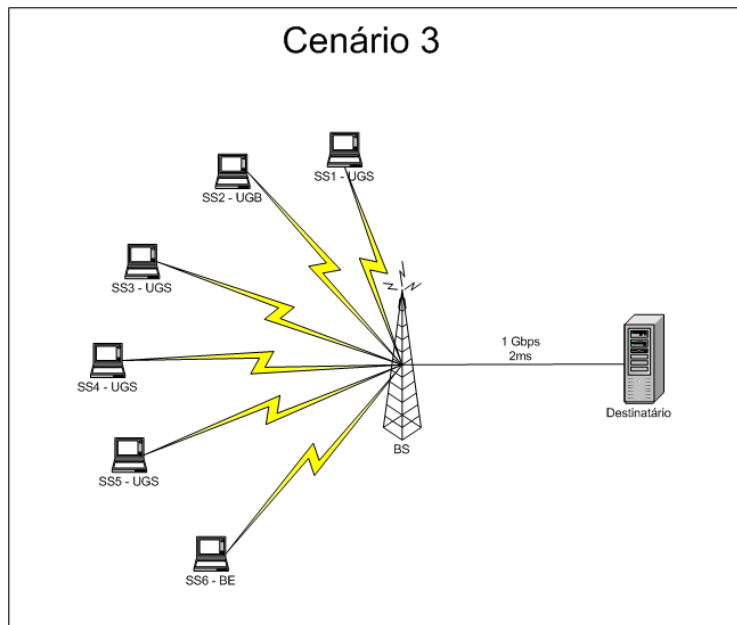 Cenário 3
SS1 - UGS
SS2 - UGB
SS3 - UGS
1 Gbps
2ms
SS4 - UGS
Destinatário
BS
SS5 - UGS
SS6 - BE